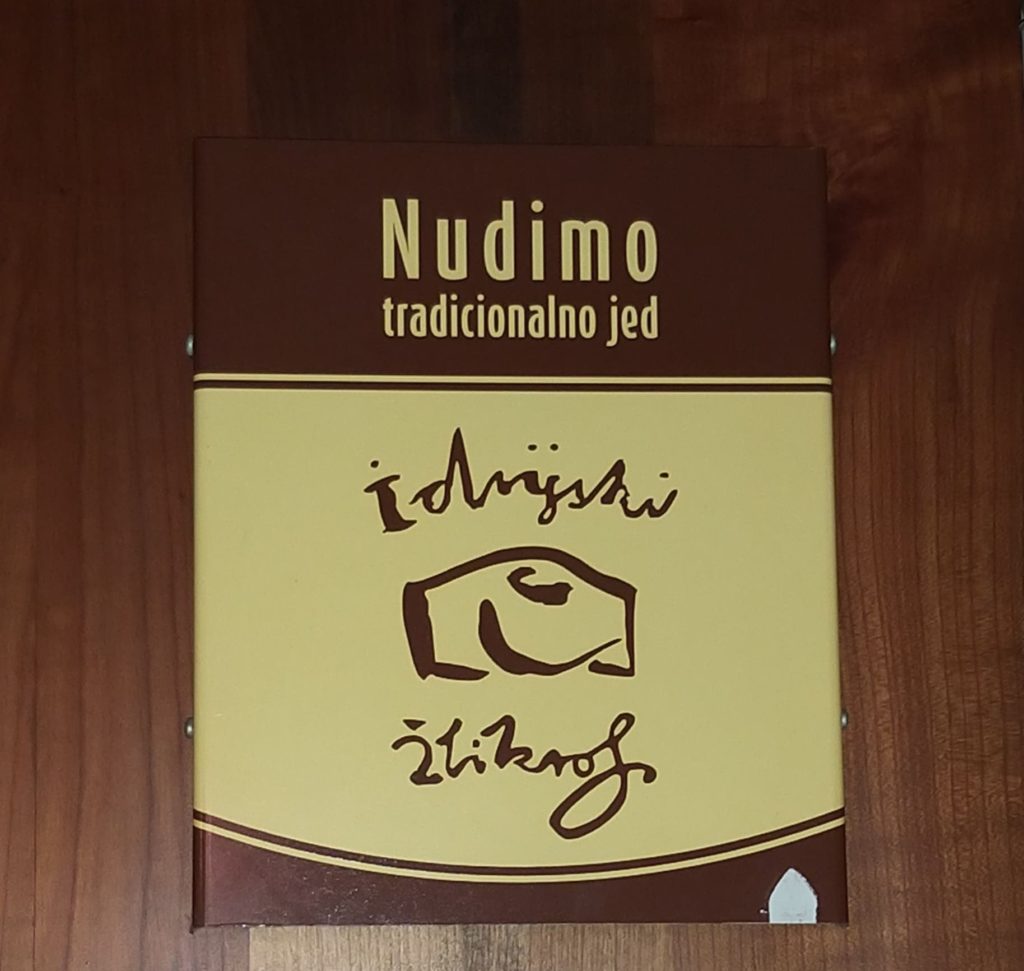 Nudimo
tradicionalno jed
idrijski
žlikrof